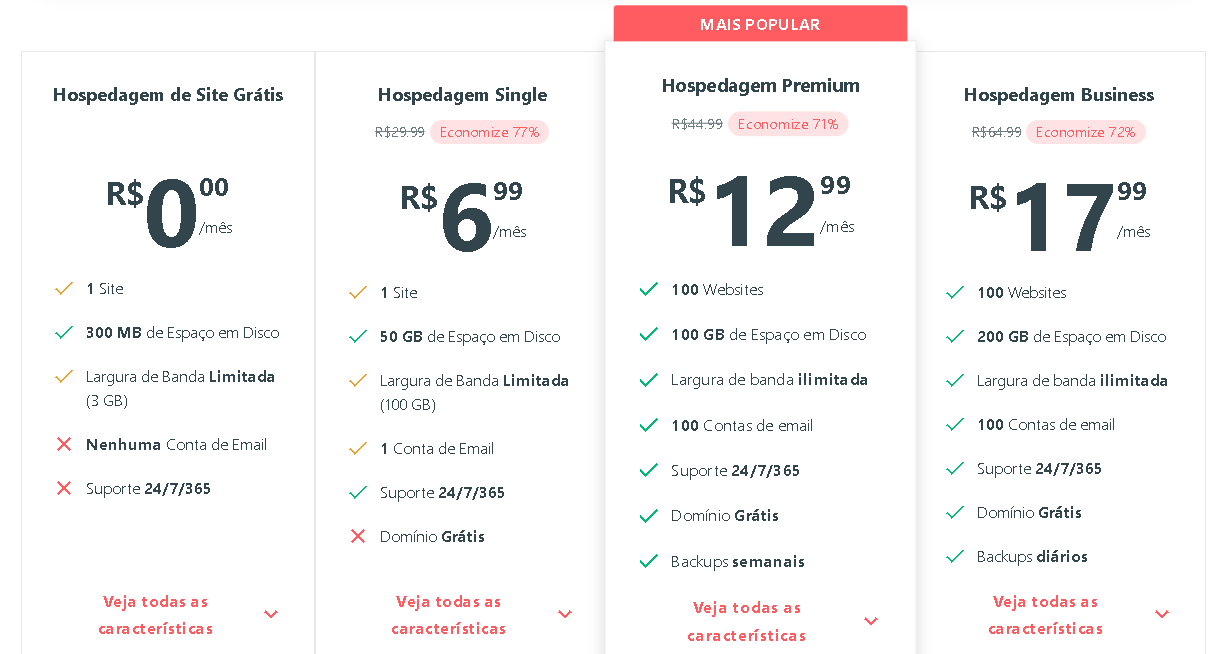 MAIS POPULAR
Hospedagem de Site Grátis
R$0 00
/mês
1 Site
300 MB de Espaço em Disco
Largura de Banda Limitada
(3 GB)
Nenhuma Conta de Email
Suporte 24/7/365
Veja todas as
características
Hospedagem Single
R$29.99 Economize 77%
R$6 99
/mês
1 Site
50 GB de Espaço em Disco
Largura de Banda Limitada
(100 GB)
1 Conta de Email
Suporte 24/7/365
Domínio Grátis
Veja todas as
características
Hospedagem Premium
R$44.99 Economize 71%
R$12 99
/mês
100 Websites
100 GB de Espaço em Disco
Largura de banda ilimitada
100 Contas de email
Suporte 24/7/365
Domínio Grátis
Backups semanais
Veja todas as
características
Hospedagem Business
R$64.99 Economize 72%
R$17 99
/mês
100 Websites
200 GB de Espaço em Disco
Largura de banda ilimitada
100 Contas de email
Suporte 24/7/365
Domínio Grátis
Backups diários
Veja todas as
características